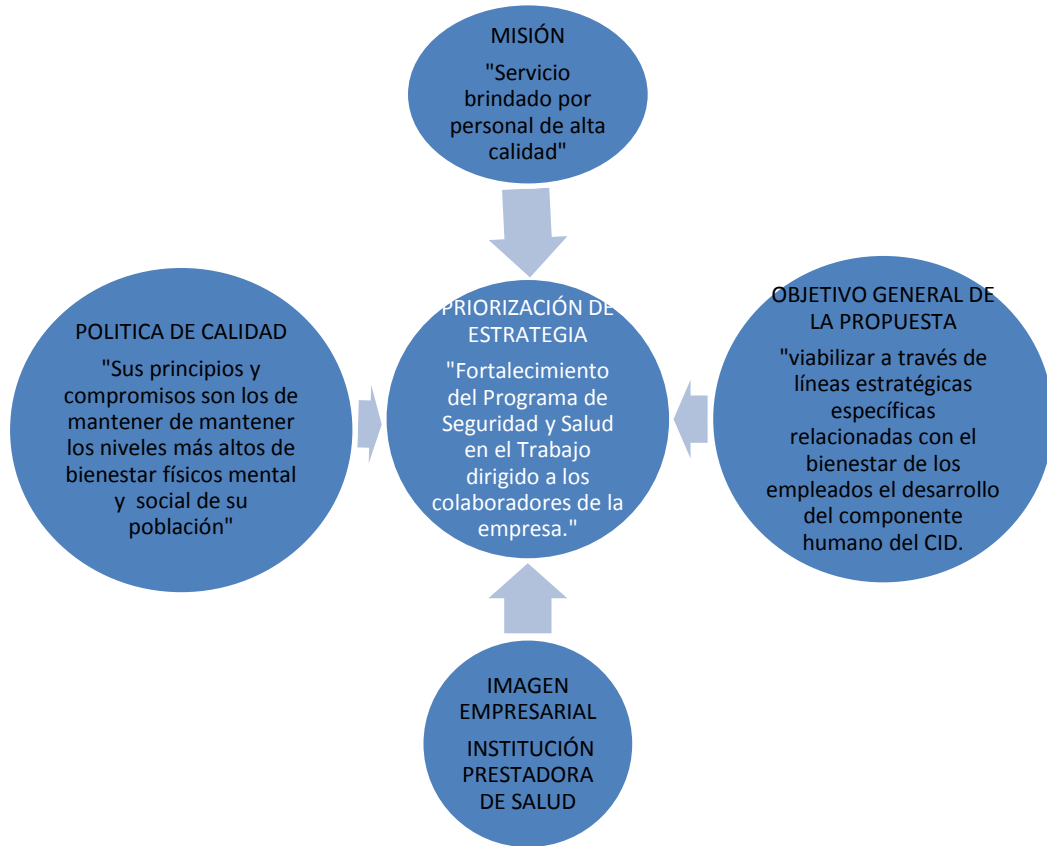 MISIÓN
"Servicio
brindado por
personal de alta
calidad"
POLITICA DE CALIDAD
"Sus principios y
compromisos son los de
mantener de mantener
los niveles más altos de
bienestar físicos mental
y social de su
población"
PRIORIZACIÓN DE
ESTRATEGIA
"Fortalecimiento
del Programa de
Seguridad y Salud
en el Trabajo
dirigido a los
colaboradores de la
empresa."
OBJETIVO GENERAL DE
LA PROPUESTA
"viabilizar a través de
líneas estratégicas
específicas
relacionadas con el
bienestar de los
empleados el desarrollo
del componente
humano del CID.
IMAGEN
EMPRESARIAL
INSTITUCIÓN
PRESTADORA
DE SALUD